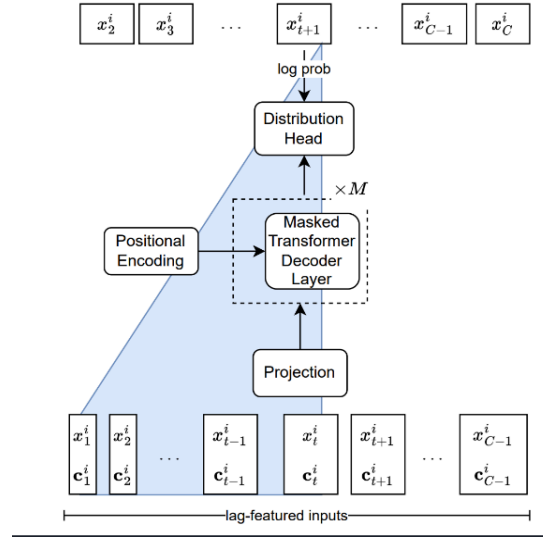 x_2^i x_3^i … x_{t+1}^i … x_{C-1}^i x_C^i
log prob
Distribution
Head
×M
Masked
Transformer
Decoder
Layer
Positional
Encoding
Projection
x_1^i x_2^i … x_{t-1}^i x_t^i x_{t+1}^i … x_{C-1}^i
c_1^i c_2^i c_{t-1}^i c_t^i c_{t+1}^i c_{C-1}^i
lag-featured inputs